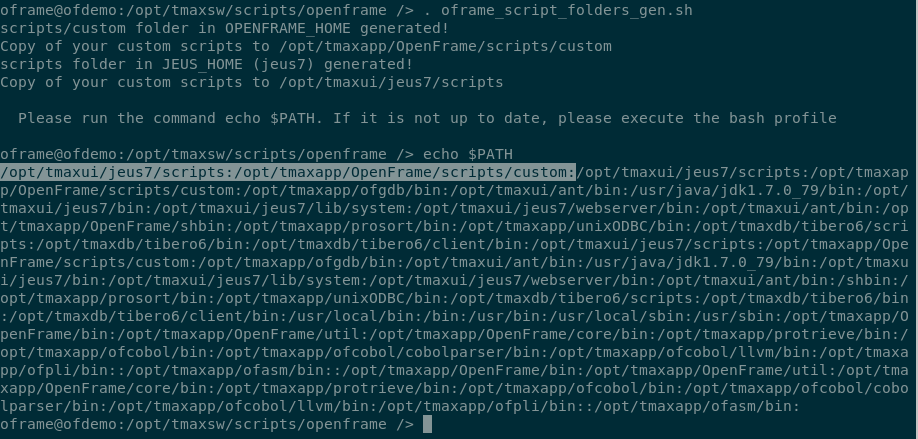 oframe@ofdemo:/opt/tmaxsw/scripts/openframe /> . oframe_script_folders_gen.sh
scripts/custom folder in OPENFRAME_HOME generated!
Copy of your custom scripts to /opt/tmaxapp/OpenFrame/scripts/custom
scripts folder in JEUS_HOME (jeus7) generated!
Copy of your custom scripts to /opt/tmaxui/jeus7/scripts
Please run the command echo $PATH. If it is not up to date, please execute the bash profile
oframe@ofdemo:/opt/tmaxsw/scripts/openframe /> echo $PATH
/opt/tmaxui/jeus7/scripts:/opt/tmaxapp/OpenFrame/scripts/custom:/opt/tmaxui/jeus7/scripts:/opt/tmaxap
p/OpenFrame/scripts/custom:/opt/tmaxapp/ofgdb/bin:/opt/tmaxui/ant/bin:/usr/java/jdk1.7.0_79/bin:/opt/
tmaxui/jeus7/bin:/opt/tmaxui/jeus7/lib/system:/opt/tmaxui/jeus7/webserver/bin:/opt/tmaxui/ant/bin:/op
t/tmaxapp/OpenFrame/shbin:/opt/tmaxapp/prosort/bin:/opt/tmaxapp/unixODBC/bin:/opt/tmaxdb/tibero6/scri
pts:/opt/tmaxdb/tibero6/bin:/opt/tmaxdb/tibero6/client/bin:/opt/tmaxui/jeus7/scripts:/opt/tmaxapp/Ope
nFrame/scripts/custom:/opt/tmaxapp/ofgdb/bin:/opt/tmaxui/ant/bin:/usr/java/jdk1.7.0_79/bin:/opt/tmaxu
i/jeus7/bin:/opt/tmaxui/jeus7/lib/system:/opt/tmaxui/jeus7/webserver/bin:/opt/tmaxui/ant/bin:/shbin:/
opt/tmaxapp/prosort/bin:/opt/tmaxapp/unixODBC/bin:/opt/tmaxdb/tibero6/scripts:/opt/tmaxdb/tibero6/bin
:/opt/tmaxdb/tibero6/client/bin:/usr/local/bin:/bin:/usr/bin:/usr/local/sbin:/usr/sbin:/opt/tmaxapp/O
penFrame/bin:/opt/tmaxapp/OpenFrame/util:/opt/tmaxapp/OpenFrame/core/bin:/opt/tmaxapp/protrieve/bin:/
opt/tmaxapp/ofcobol/bin:/opt/tmaxapp/ofcobol/cobolparser/bin:/opt/tmaxapp/ofcobol/llvm/bin:/opt/tmaxa
pp/ofpli/bin::/opt/tmaxapp/ofasm/bin::/opt/tmaxapp/OpenFrame/bin:/opt/tmaxapp/OpenFrame/util:/opt/tma
xapp/OpenFrame/core/bin:/opt/tmaxapp/protrieve/bin:/opt/tmaxapp/ofcobol/bin:/opt/tmaxapp/ofcobol/cobo
lparser/bin:/opt/tmaxapp/ofcobol/llvm/bin:/opt/tmaxapp/ofpli/bin::/opt/tmaxapp/ofasm/bin:
oframe@ofdemo:/opt/tmaxsw/scripts/openframe />